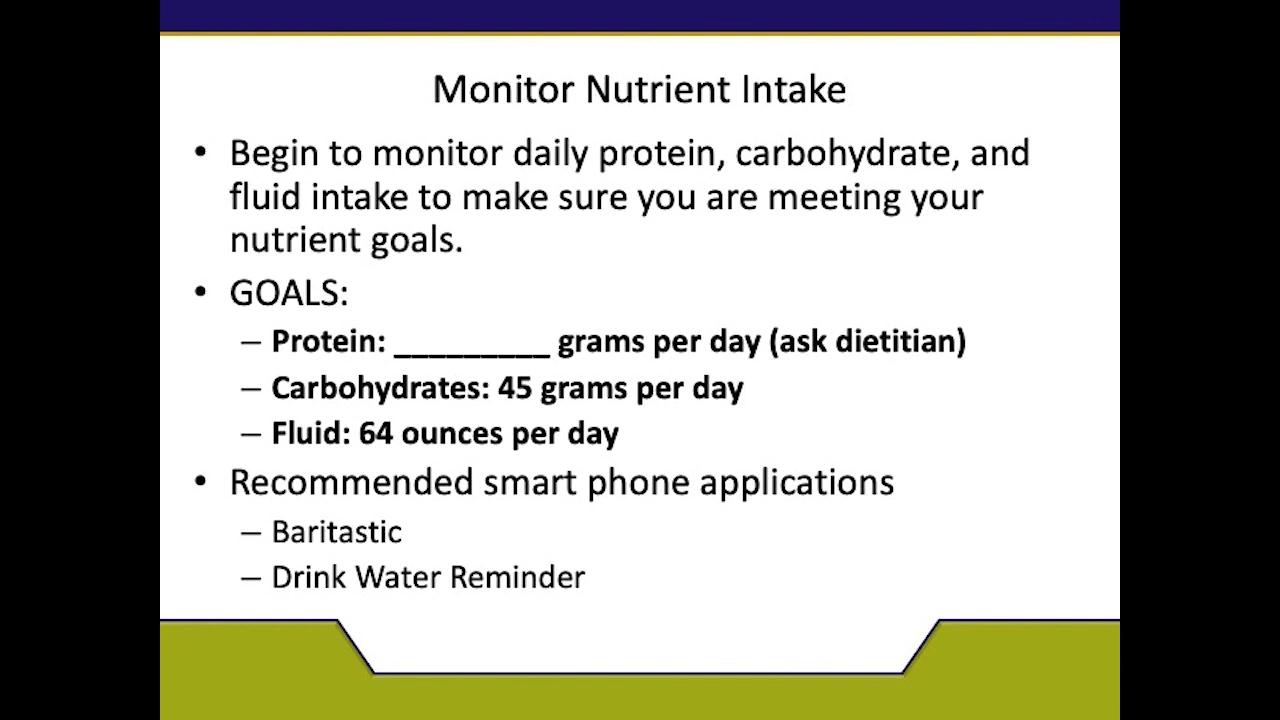 Monitor Nutrient Intake
• Begin to monitor daily protein, carbohydrate, and
fluid intake to make sure you are meeting your
nutrient goals.
• GOALS:
– Protein: _________ grams per day (ask dietitian)
– Carbohydrates: 45 grams per day
– Fluid: 64 ounces per day
• Recommended smart phone applications
– Baritastic
– Drink Water Reminder